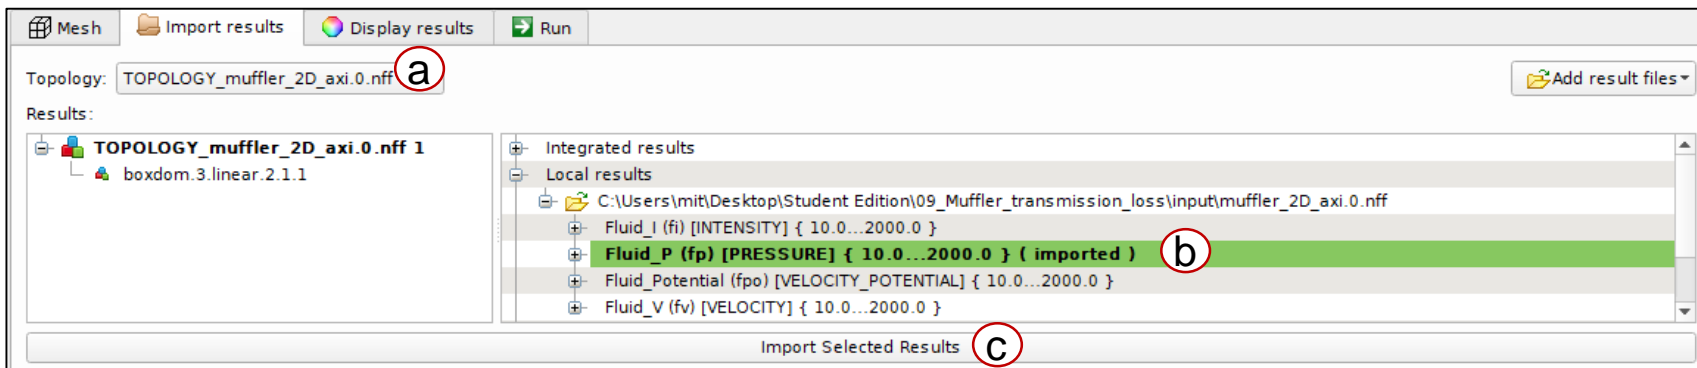 Mesh Import results Display results Run
Topology: TOPOLOGY_muffler_2D_axi.0.nff a Add result files
Results:
TOPOLOGY_muffler_2D_axi.0.nff 1
boxdom.3.linear.2.1.1
Integrated results
Local results
C:\Users\mit\Desktop\Student Edition\09_Muffler_transmission_loss\input\muffler_2D_axi.0.nff
Fluid_I (fi) [INTENSITY] { 10.0...2000.0 }
Fluid_P (fp) [PRESSURE] { 10.0...2000.0 } ( imported ) b
Fluid_Potential (fpo) [VELOCITY_POTENTIAL] { 10.0...2000.0 }
Fluid_V (fv) [VELOCITY] { 10.0...2000.0 }
Import Selected Results c